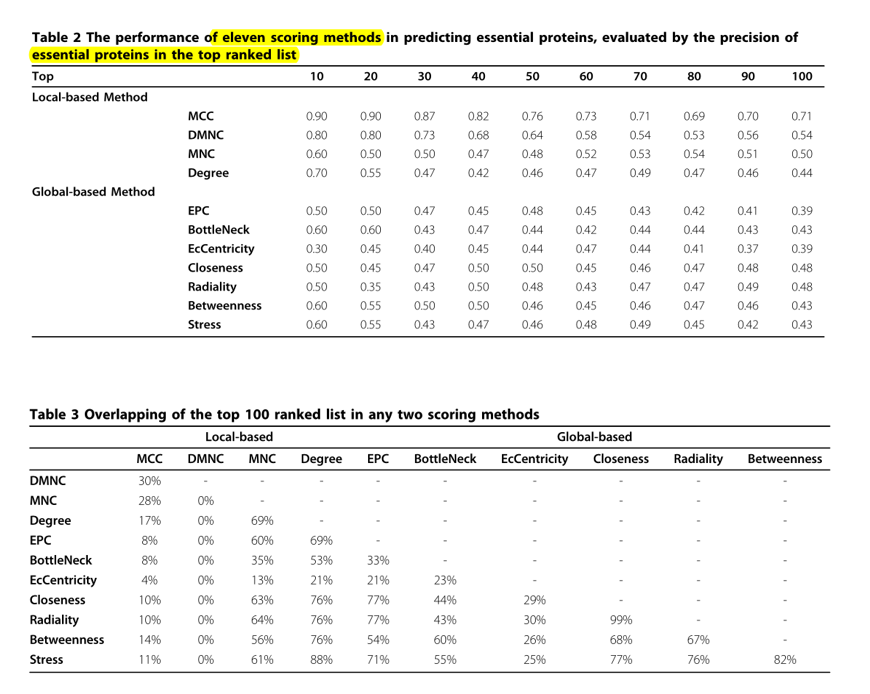 Table 2 The performance of eleven scoring methods in predicting essential proteins, evaluated by the precision of
essential proteins in the top ranked list
Top 10 20 30 40 50 60 70 80 90 100
Local-based Method
MCC 0.90 0.90 0.87 0.82 0.76 0.73 0.71 0.69 0.70 0.71
DMNC 0.80 0.80 0.73 0.68 0.64 0.58 0.54 0.53 0.56 0.54
MNC 0.60 0.50 0.50 0.47 0.48 0.52 0.53 0.54 0.51 0.50
Degree 0.70 0.55 0.47 0.42 0.46 0.47 0.49 0.47 0.46 0.44
Global-based Method
EPC 0.50 0.50 0.47 0.45 0.48 0.45 0.43 0.42 0.41 0.39
BottleNeck 0.60 0.60 0.43 0.47 0.44 0.42 0.44 0.44 0.43 0.43
EcCentricity 0.30 0.45 0.40 0.45 0.44 0.47 0.44 0.41 0.37 0.39
Closeness 0.50 0.45 0.47 0.50 0.50 0.45 0.46 0.47 0.48 0.48
Radiality 0.50 0.35 0.43 0.50 0.48 0.43 0.47 0.47 0.49 0.48
Betweenness 0.60 0.55 0.50 0.50 0.46 0.45 0.46 0.47 0.46 0.43
Stress 0.60 0.55 0.43 0.47 0.46 0.48 0.49 0.45 0.42 0.43
Table 3 Overlapping of the top 100 ranked list in any two scoring methods
Local-based Global-based
MCC DMNC MNC Degree EPC BottleNeck EcCentricity Closeness Radiality Betweenness
DMNC 30% - - - - - - - - -
MNC 28% 0% - - - - - - - -
Degree 17% 0% 69% - - - - - - -
EPC 8% 0% 60% 69% - - - - - -
BottleNeck 8% 0% 35% 53% 33% - - - - -
EcCentricity 4% 0% 13% 21% 21% 23% - - - -
Closeness 10% 0% 63% 76% 77% 44% 29% - - -
Radiality 10% 0% 64% 76% 77% 43% 30% 99% - -
Betweenness 14% 0% 56% 76% 54% 60% 26% 68% 67% -
Stress 11% 0% 61% 88% 71% 55% 25% 77% 76% 82%